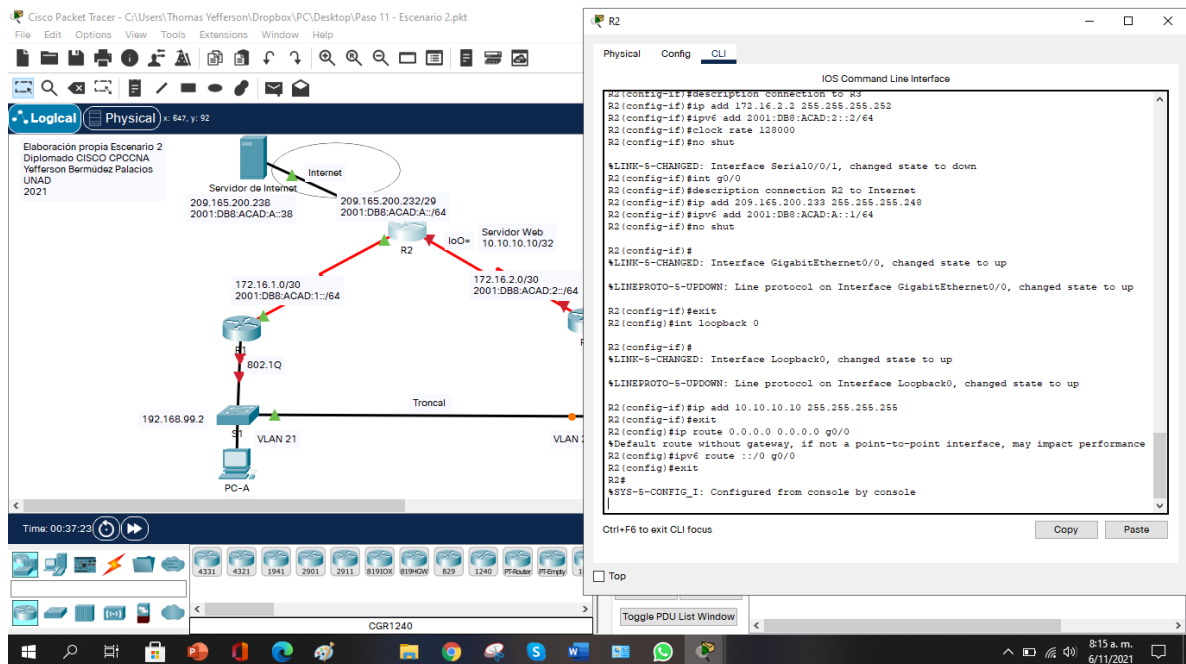 Cisco Packet Tracer - C:\Users\Thomas Yefferson\Dropbox\PC\Desktop\Paso 11 - Escenario 2.pkt
File Edit Options View Tools Extensions Window Help
Logical Physical x: 647, y: 92
Elaboración propia Escenario 2
Diplomado CISCO CPCCNA
Yefferson Bermúdez Palacios
UNAD
2021
Internet
Servidor de Internet
209.165.200.238
2001:DB8:ACAD:A::38
209.165.200.232/29
2001:DB8:ACAD:A::/64
R2
IoO=
Servidor Web
10.10.10.10/32
172.16.1.0/30
2001:DB8:ACAD:1::/64
172.16.2.0/30
2001:DB8:ACAD:2::/64
802.1Q
Troncal
192.168.99.2
S1
VLAN 21
VLAN
PC-A
Time: 00:37:23
4331 4321 1941 2901 2911 819IOX 819HGW 829 1240 PT-Router PT-Empty
CGR1240
R2
Physical Config CLI
IOS Command Line Interface
R2(config-if)#description connection to R3
R2(config-if)#ip add 172.16.2.2 255.255.255.252
R2(config-if)#ipv6 add 2001:DB8:ACAD:2::2/64
R2(config-if)#clock rate 128000
R2(config-if)#no shut
%LINK-5-CHANGED: Interface Serial0/0/1, changed state to down
R2(config-if)#int g0/0
R2(config-if)#description connection R2 to Internet
R2(config-if)#ip add 209.165.200.233 255.255.255.248
R2(config-if)#ipv6 add 2001:DB8:ACAD:A::1/64
R2(config-if)#no shut
R2(config-if)#
%LINK-5-CHANGED: Interface GigabitEthernet0/0, changed state to up
%LINEPROTO-5-UPDOWN: Line protocol on Interface GigabitEthernet0/0, changed state to up
R2(config-if)#exit
R2(config)#int loopback 0
R2(config-if)#
%LINK-5-CHANGED: Interface Loopback0, changed state to up
%LINEPROTO-5-UPDOWN: Line protocol on Interface Loopback0, changed state to up
R2(config-if)#ip add 10.10.10.10 255.255.255.255
R2(config-if)#exit
R2(config)#ip route 0.0.0.0 0.0.0.0 g0/0
%Default route without gateway, if not a point-to-point interface, may impact performance
R2(config)#ipv6 route ::/0 g0/0
R2(config)#exit
R2#
%SYS-5-CONFIG_I: Configured from console by console
Ctrl+F6 to exit CLI focus
Copy Paste
Top
Toggle PDU List Window
8:15 a. m.
6/11/2021